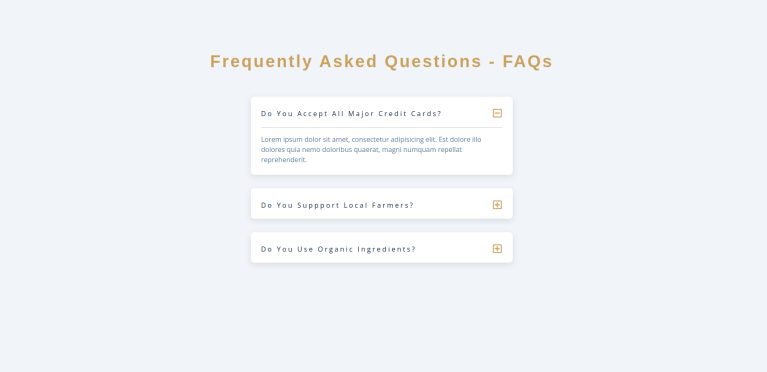 Frequently Asked Questions - FAQs
Do You Accept All Major Credit Cards?
Lorem ipsum dolor sit amet, consectetur adipisicing elit. Est dolore illo
dolores quia nemo doloribus quaerat, magni numquam repellat
reprehenderit.
Do You Suppport Local Farmers?
Do You Use Organic Ingredients?